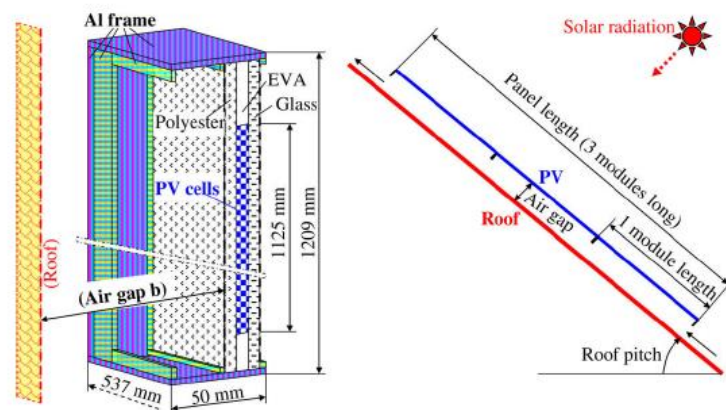 Al frame
EVA
Glass
Polyester
PV cells
1125 mm
1209 mm
(Roof)
(Air gap b)
537 mm
50 mm
Solar radiation
Panel length (3 modules long)
PV
Air gap
Roof
1 module length
Roof pitch